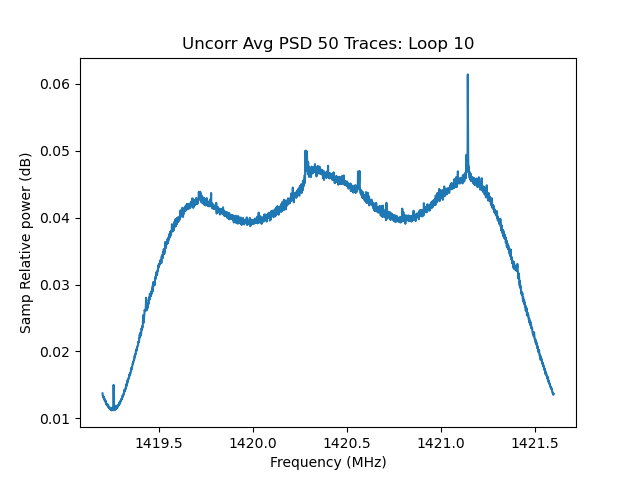 Uncorr Avg PSD 50 Traces: Loop 10
Samp Relative power (dB)
0.06
0.05
0.04
0.03
0.02
0.01
1419.5 1420.0 1420.5 1421.0 1421.5
Frequency (MHz)